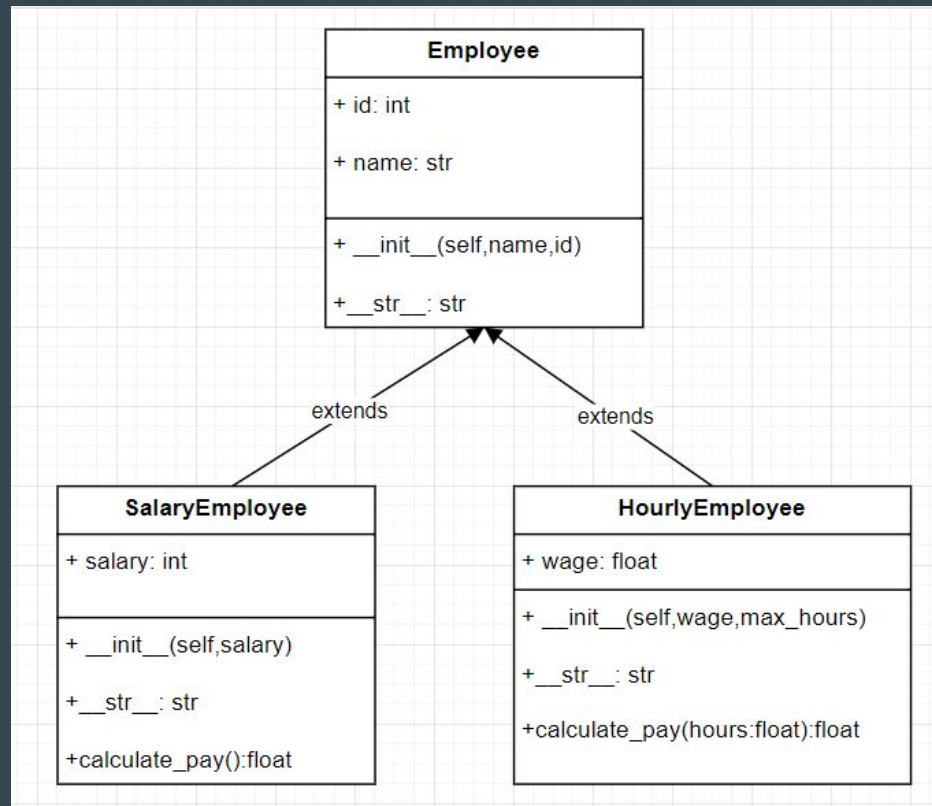 Employee
+ id: int
+ name: str
+ __init__(self,name,id)
+__str__: str
extends
extends
SalaryEmployee
+ salary: int
+ __init__(self,salary)
+__str__: str
+calculate_pay():float
HourlyEmployee
+ wage: float
+ __init__(self,wage,max_hours)
+__str__: str
+calculate_pay(hours:float):float